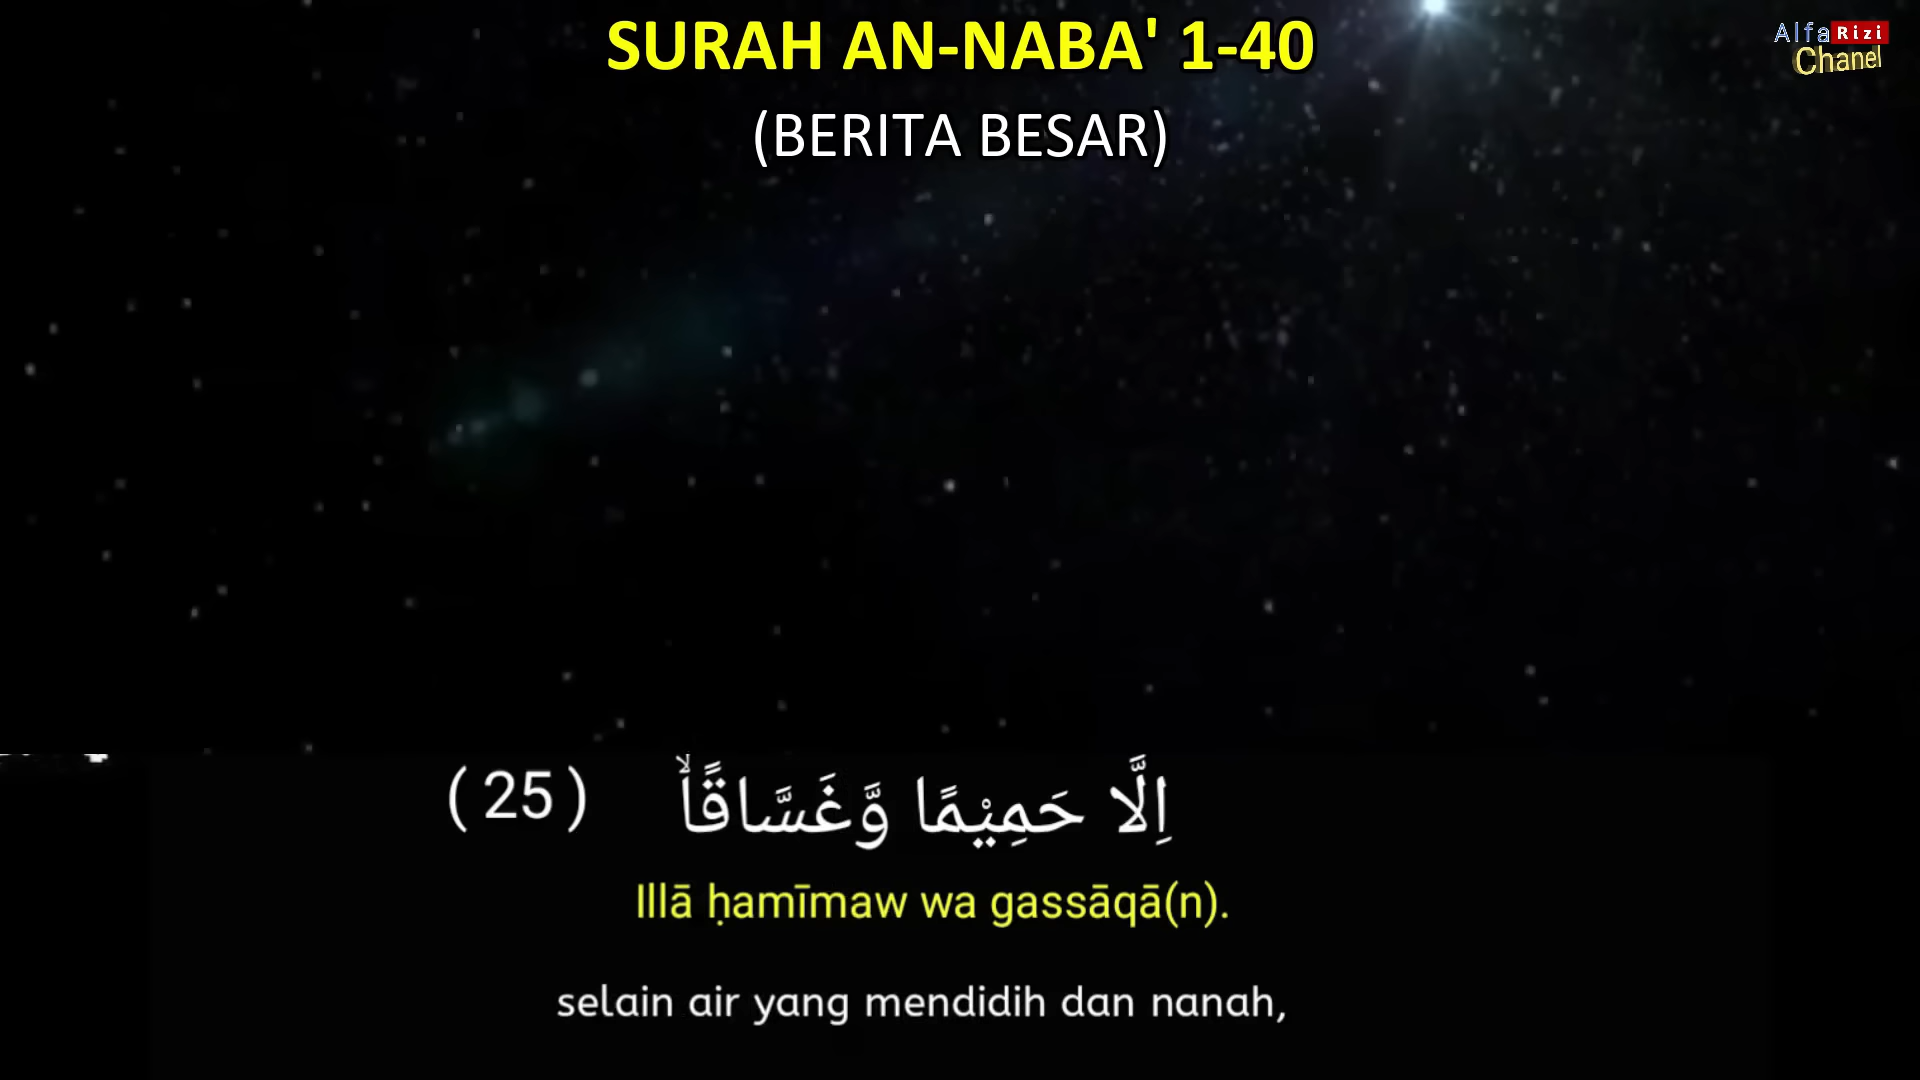 SURAH AN-NABA' 1-40
(BERITA BESAR)
Alfa Rizi
Chanel
اِلَّا حَمِيْمًا وَّغَسَّاقًاۙ (25)
Illā ḥamīmaw wa gassāqā(n).
selain air yang mendidih dan nanah,